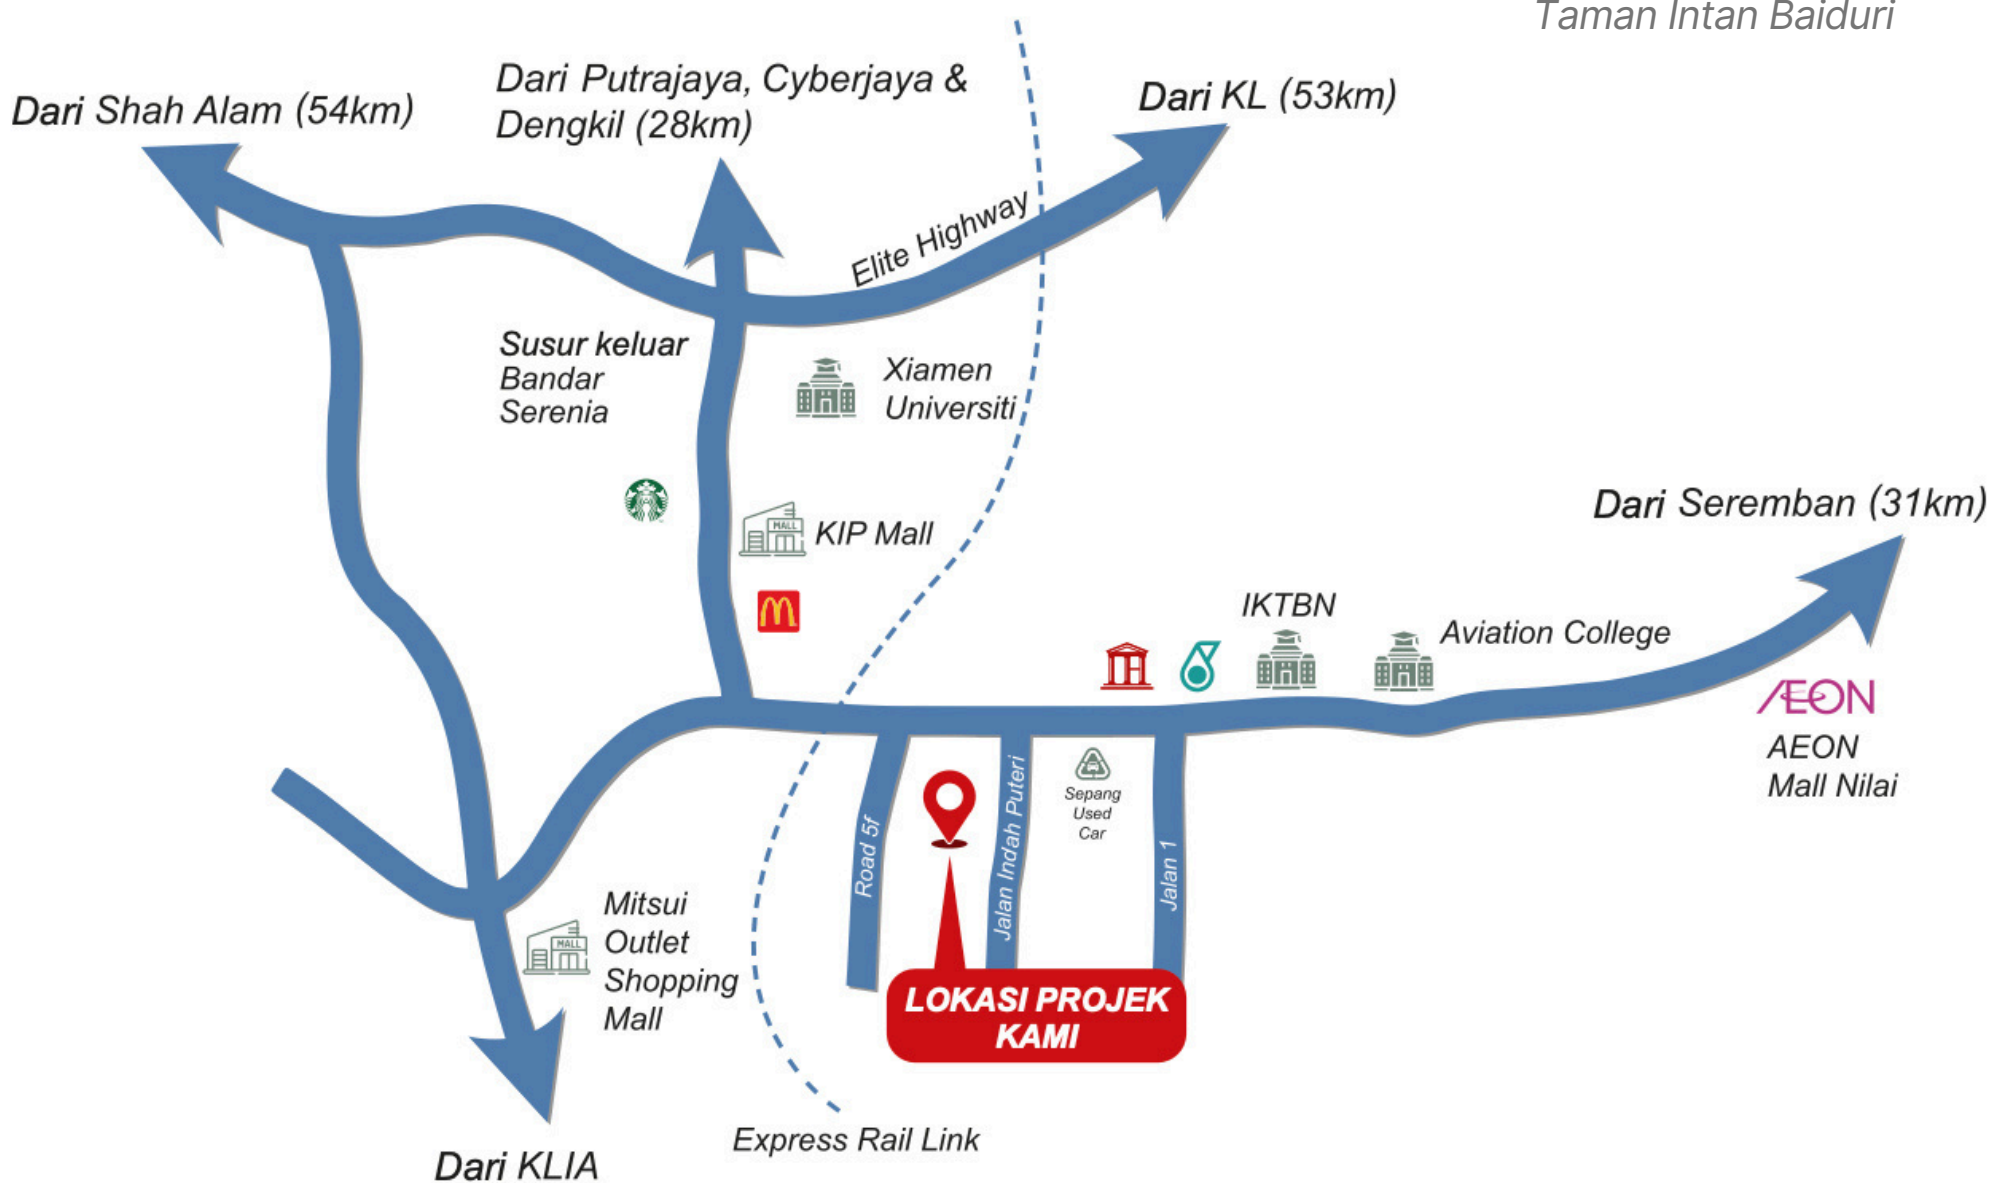 Taman Intan Baiduri
Dari Shah Alam (54km)
Dari Putrajaya, Cyberjaya &
Dengkil (28km)
Dari KL (53km)
Elite Highway
Susur keluar
Bandar
Serenia
Xiamen
Universiti
MALL
KIP Mall
Dari Seremban (31km)
IKTBN
Aviation College
AEON
AEON
Mall Nilai
Sepang
Used
Car
Road 5f
Jalan Indah Puteri
Jalan 1
MALL
Mitsui
Outlet
Shopping
Mall
LOKASI PROJEK
KAMI
Express Rail Link
Dari KLIA